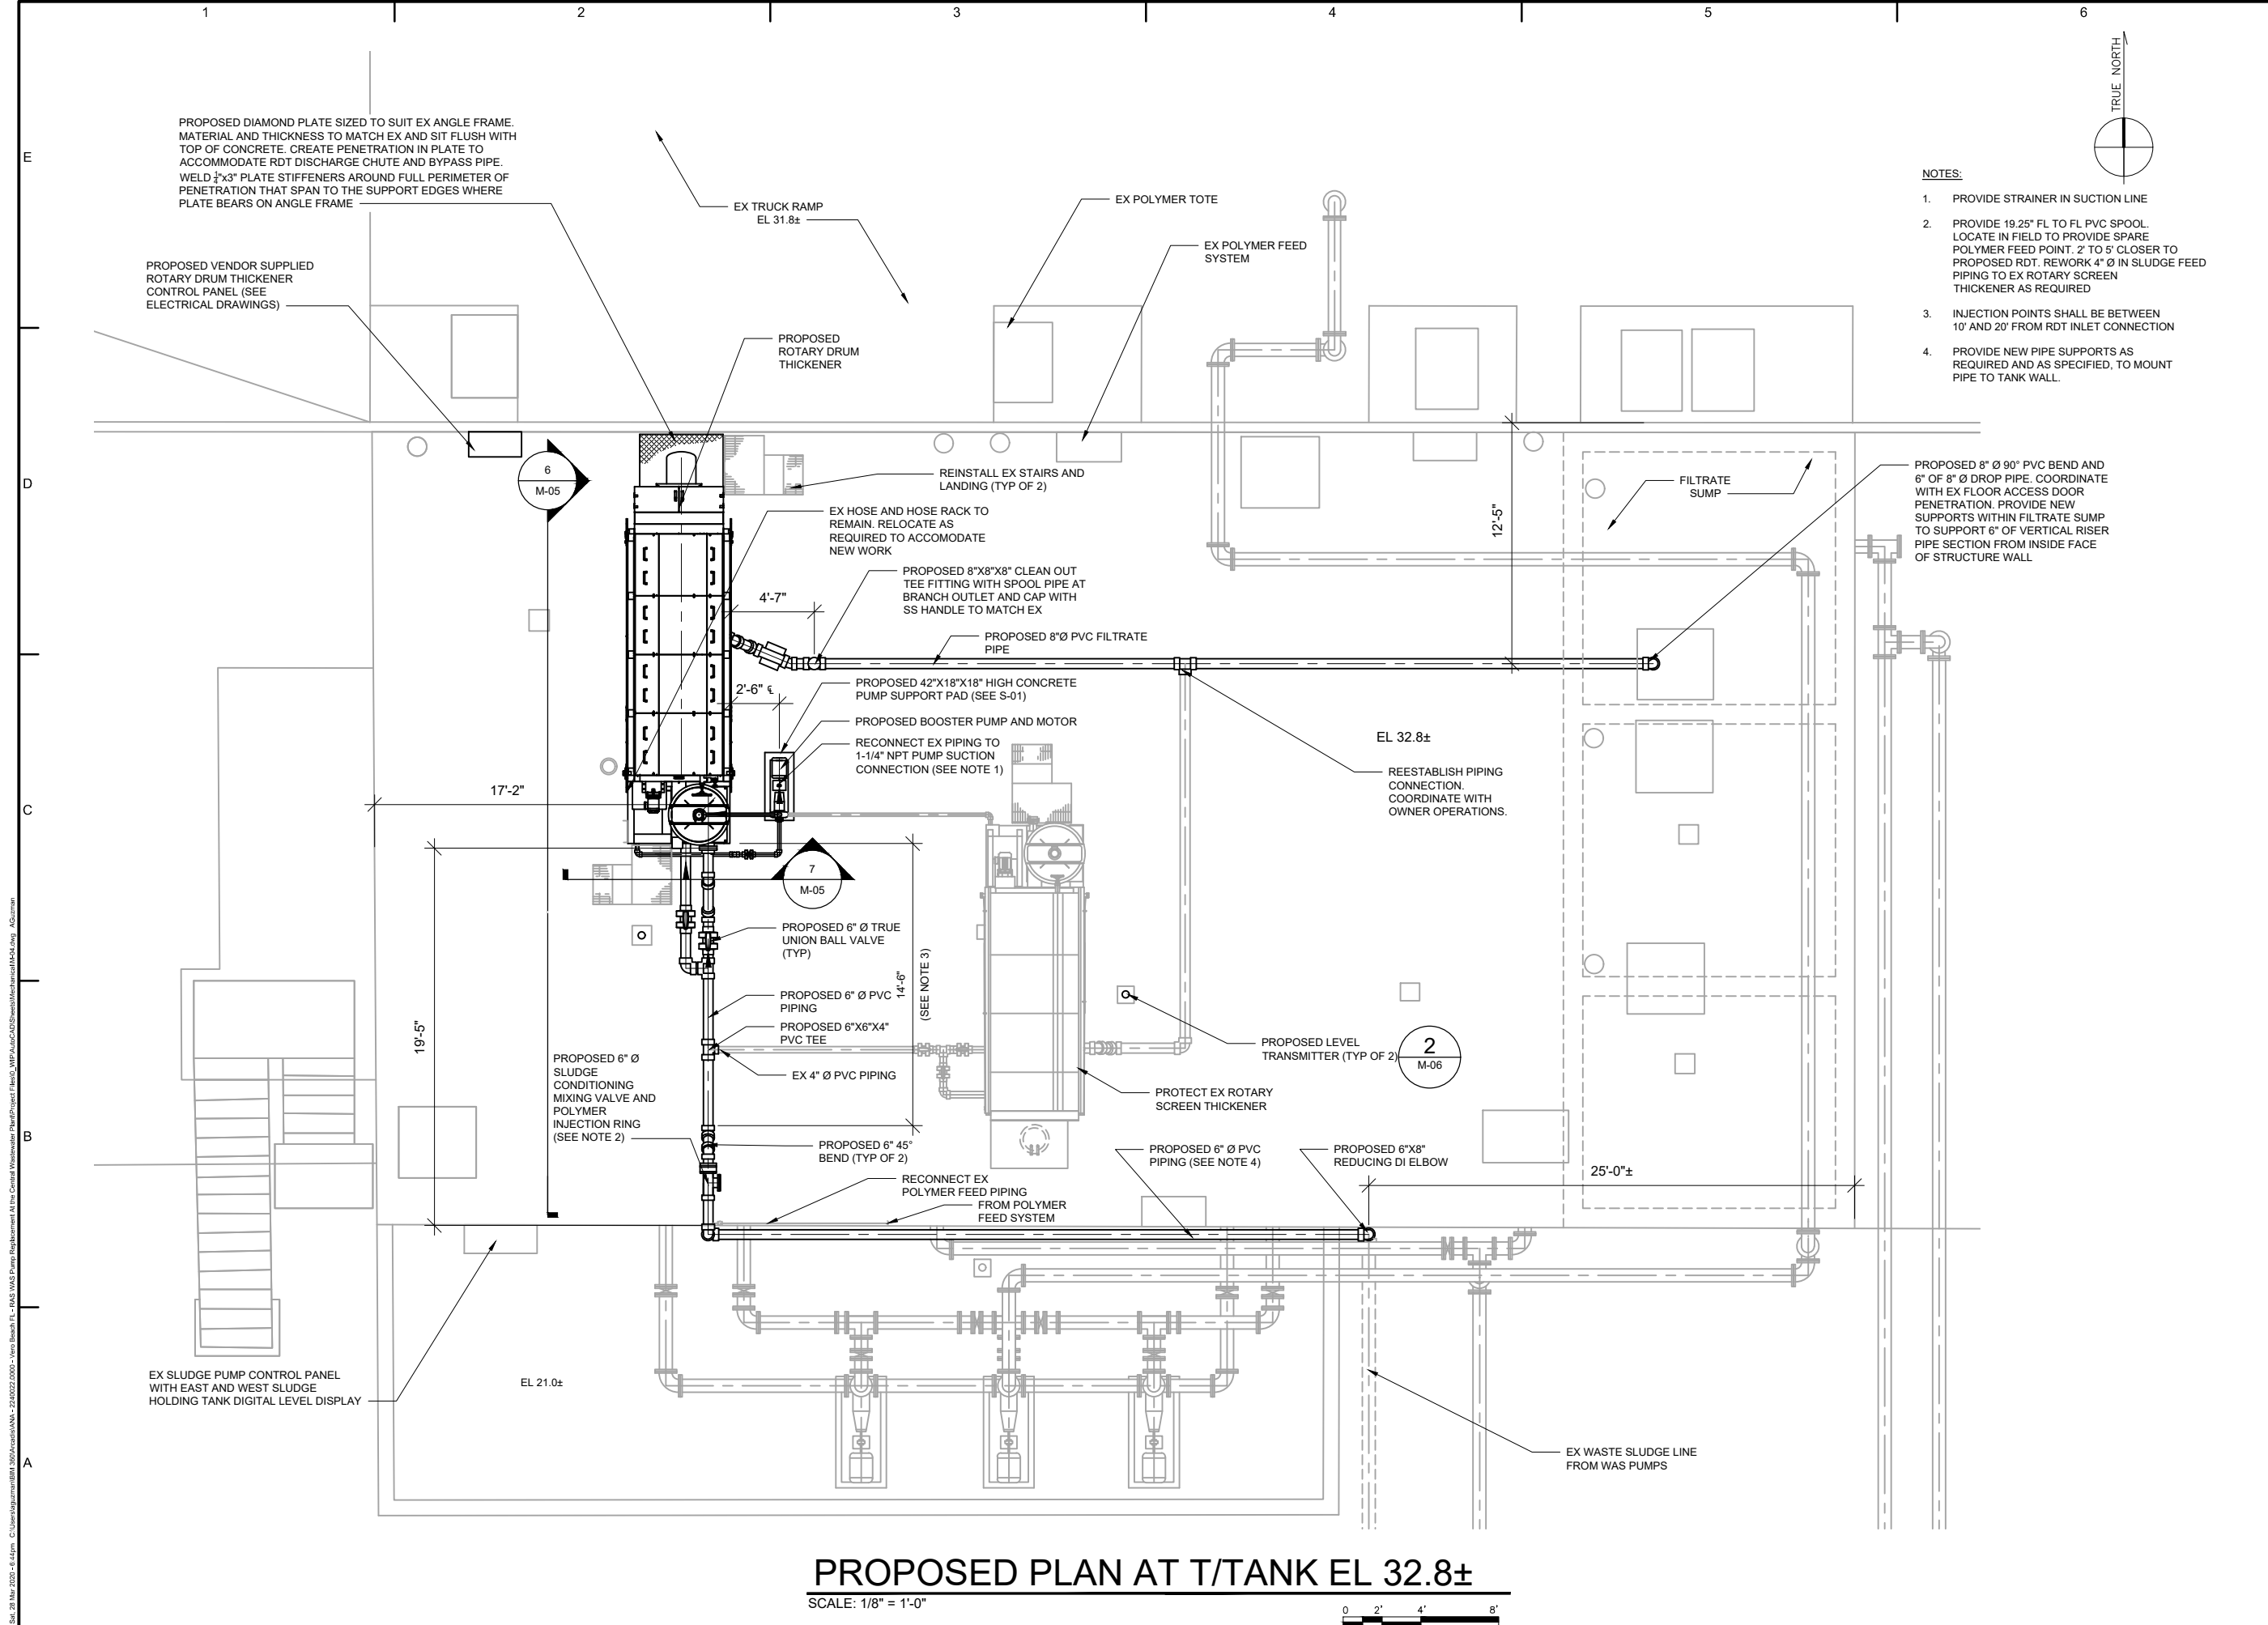 1
2
3
4
5
6
E
D
C
B
A
TRUE NORTH
PROPOSED DIAMOND PLATE SIZED TO SUIT EX ANGLE FRAME.
MATERIAL AND THICKNESS TO MATCH EX AND SIT FLUSH WITH
TOP OF CONCRETE. CREATE PENETRATION IN PLATE TO
ACCOMMODATE RDT DISCHARGE CHUTE AND BYPASS PIPE.
WELD ¼"x3" PLATE STIFFENERS AROUND FULL PERIMETER OF
PENETRATION THAT SPAN TO THE SUPPORT EDGES WHERE
PLATE BEARS ON ANGLE FRAME
EX TRUCK RAMP
EL 31.8±
EX POLYMER TOTE
EX POLYMER FEED
SYSTEM
NOTES:
1. PROVIDE STRAINER IN SUCTION LINE
2. PROVIDE 19.25" FL TO FL PVC SPOOL.
LOCATE IN FIELD TO PROVIDE SPARE
POLYMER FEED POINT. 2' TO 5' CLOSER TO
PROPOSED RDT. REWORK 4" Ø IN SLUDGE FEED
PIPING TO EX ROTARY SCREEN
THICKENER AS REQUIRED
3. INJECTION POINTS SHALL BE BETWEEN
10' AND 20' FROM RDT INLET CONNECTION
4. PROVIDE NEW PIPE SUPPORTS AS
REQUIRED AND AS SPECIFIED, TO MOUNT
PIPE TO TANK WALL.
PROPOSED VENDOR SUPPLIED
ROTARY DRUM THICKENER
CONTROL PANEL (SEE
ELECTRICAL DRAWINGS)
PROPOSED
ROTARY DRUM
THICKENER
6
M-05
REINSTALL EX STAIRS AND
LANDING (TYP OF 2)
EX HOSE AND HOSE RACK TO
REMAIN. RELOCATE AS
REQUIRED TO ACCOMODATE
NEW WORK
PROPOSED 8"X8"X8" CLEAN OUT
TEE FITTING WITH SPOOL PIPE AT
BRANCH OUTLET AND CAP WITH
SS HANDLE TO MATCH EX
4'-7"
PROPOSED 8"Ø PVC FILTRATE
PIPE
12'-5"
FILTRATE
SUMP
PROPOSED 8" Ø 90° PVC BEND AND
6" OF 8" Ø DROP PIPE. COORDINATE
WITH EX FLOOR ACCESS DOOR
PENETRATION. PROVIDE NEW
SUPPORTS WITHIN FILTRATE SUMP
TO SUPPORT 6" OF VERTICAL RISER
PIPE SECTION FROM INSIDE FACE
OF STRUCTURE WALL
2'-6" ℄
PROPOSED 42"X18"X18" HIGH CONCRETE
PUMP SUPPORT PAD (SEE S-01)
PROPOSED BOOSTER PUMP AND MOTOR
RECONNECT EX PIPING TO
1-1/4" NPT PUMP SUCTION
CONNECTION (SEE NOTE 1)
EL 32.8±
REESTABLISH PIPING
CONNECTION.
COORDINATE WITH
OWNER OPERATIONS.
17'-2"
7
M-05
PROPOSED 6" Ø TRUE
UNION BALL VALVE
(TYP)
14'-6"
(SEE NOTE 3)
PROPOSED 6" Ø PVC
PIPING
PROPOSED 6"X6"X4"
PVC TEE
EX 4" Ø PVC PIPING
19'-5"
PROPOSED 6" Ø
SLUDGE
CONDITIONING
MIXING VALVE AND
POLYMER
INJECTION RING
(SEE NOTE 2)
PROPOSED LEVEL
TRANSMITTER (TYP OF 2)
2
M-06
PROTECT EX ROTARY
SCREEN THICKENER
PROPOSED 6" 45°
BEND (TYP OF 2)
PROPOSED 6" Ø PVC
PIPING (SEE NOTE 4)
PROPOSED 6"X8"
REDUCING DI ELBOW
25'-0"±
RECONNECT EX
POLYMER FEED PIPING
FROM POLYMER
FEED SYSTEM
EX SLUDGE PUMP CONTROL PANEL
WITH EAST AND WEST SLUDGE
HOLDING TANK DIGITAL LEVEL DISPLAY
EL 21.0±
EX WASTE SLUDGE LINE
FROM WAS PUMPS
PROPOSED PLAN AT T/TANK EL 32.8±
SCALE: 1/8" = 1'-0"
0 2' 4' 8'